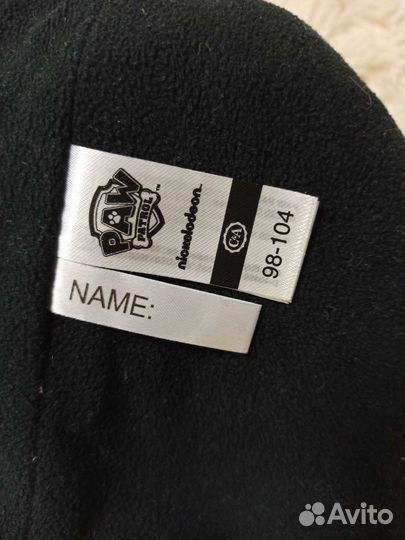 PAW
PATROL
nickelodeon
C&A
98-104
NAME:
Avito